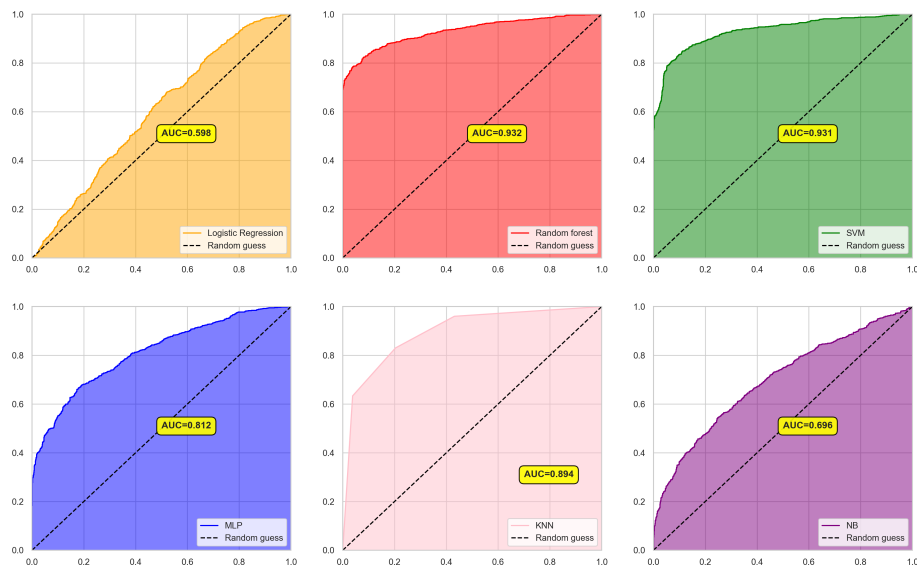 1.0
0.8
0.6
0.4
0.2
0.0
0.0 0.2 0.4 0.6 0.8 1.0
AUC=0.598
Logistic Regression
Random guess
1.0
0.8
0.6
0.4
0.2
0.0
0.0 0.2 0.4 0.6 0.8 1.0
AUC=0.932
Random forest
Random guess
1.0
0.8
0.6
0.4
0.2
0.0
0.0 0.2 0.4 0.6 0.8 1.0
AUC=0.931
SVM
Random guess
1.0
0.8
0.6
0.4
0.2
0.0
0.0 0.2 0.4 0.6 0.8 1.0
AUC=0.812
MLP
Random guess
1.0
0.8
0.6
0.4
0.2
0.0
0.0 0.2 0.4 0.6 0.8 1.0
AUC=0.894
KNN
Random guess
1.0
0.8
0.6
0.4
0.2
0.0
0.0 0.2 0.4 0.6 0.8 1.0
AUC=0.696
NB
Random guess